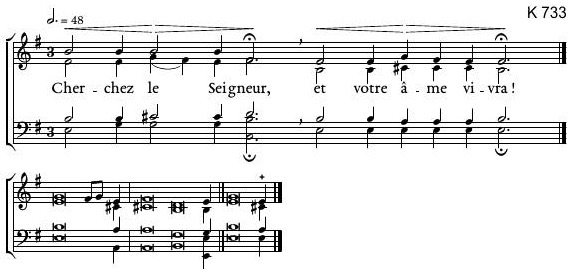 K 733
𝅗𝅥. = 48
Cher - chez le Seigneur, et votre â - me vi - vra !